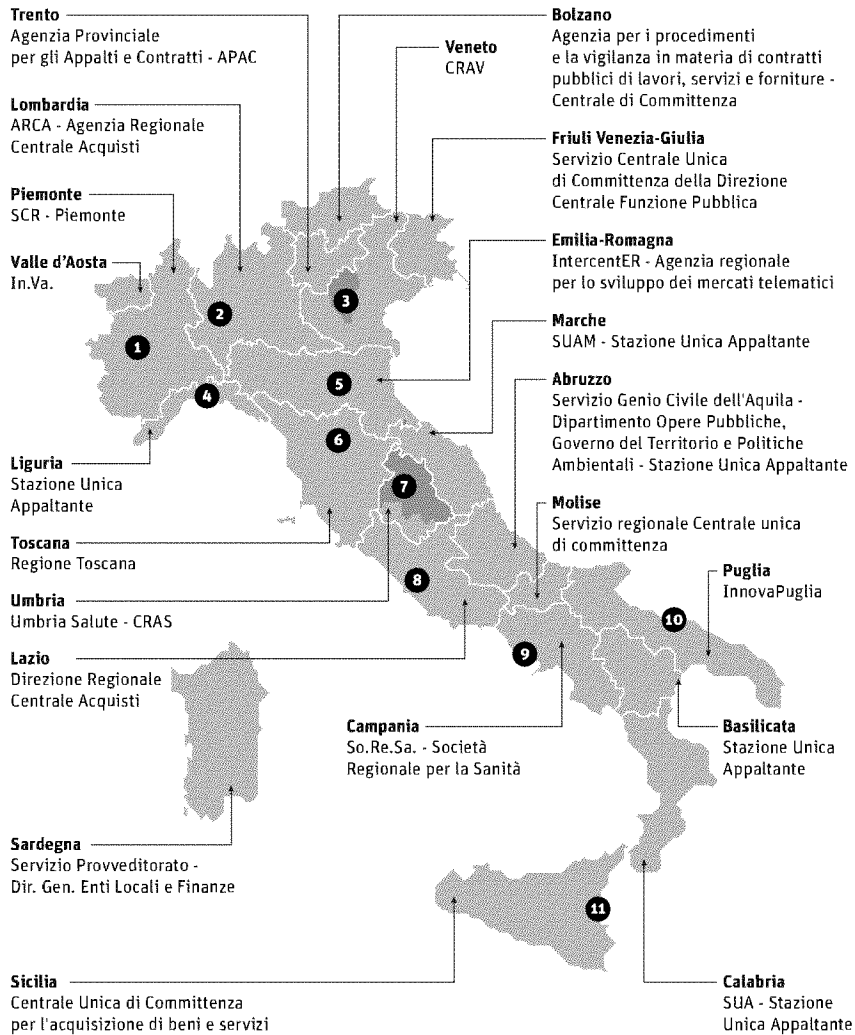 Trento
Agenzia Provinciale
per gli Appalti e Contratti - APAC
Lombardia
ARCA - Agenzia Regionale
Centrale Acquisti
Piemonte
SCR - Piemonte
Valle d'Aosta
In.Va.
Veneto
CRAV
Bolzano
Agenzia per i procedimenti
e la vigilanza in materia di contratti
pubblici di lavori, servizi e forniture -
Centrale di Committenza
Friuli Venezia-Giulia
Servizio Centrale Unica
di Committenza della Direzione
Centrale Funzione Pubblica
Emilia-Romagna
IntercentER - Agenzia regionale
per lo sviluppo dei mercati telematici
Marche
SUAM - Stazione Unica Appaltante
Abruzzo
Servizio Genio Civile dell'Aquila -
Dipartimento Opere Pubbliche,
Governo del Territorio e Politiche
Ambientali - Stazione Unica Appaltante
Molise
Servizio regionale Centrale unica
di committenza
Puglia
InnovaPuglia
1
2
3
4
5
6
7
8
9
10
11
Liguria
Stazione Unica
Appaltante
Toscana
Regione Toscana
Umbria
Umbria Salute - CRAS
Lazio
Direzione Regionale
Centrale Acquisti
Campania
So.Re.Sa. - Società
Regionale per la Sanità
Basilicata
Stazione Unica
Appaltante
Sardegna
Servizio Provveditorato -
Dir. Gen. Enti Locali e Finanze
Sicilia
Centrale Unica di Committenza
per l'acquisizione di beni e servizi
Calabria
SUA - Stazione
Unica Appaltante